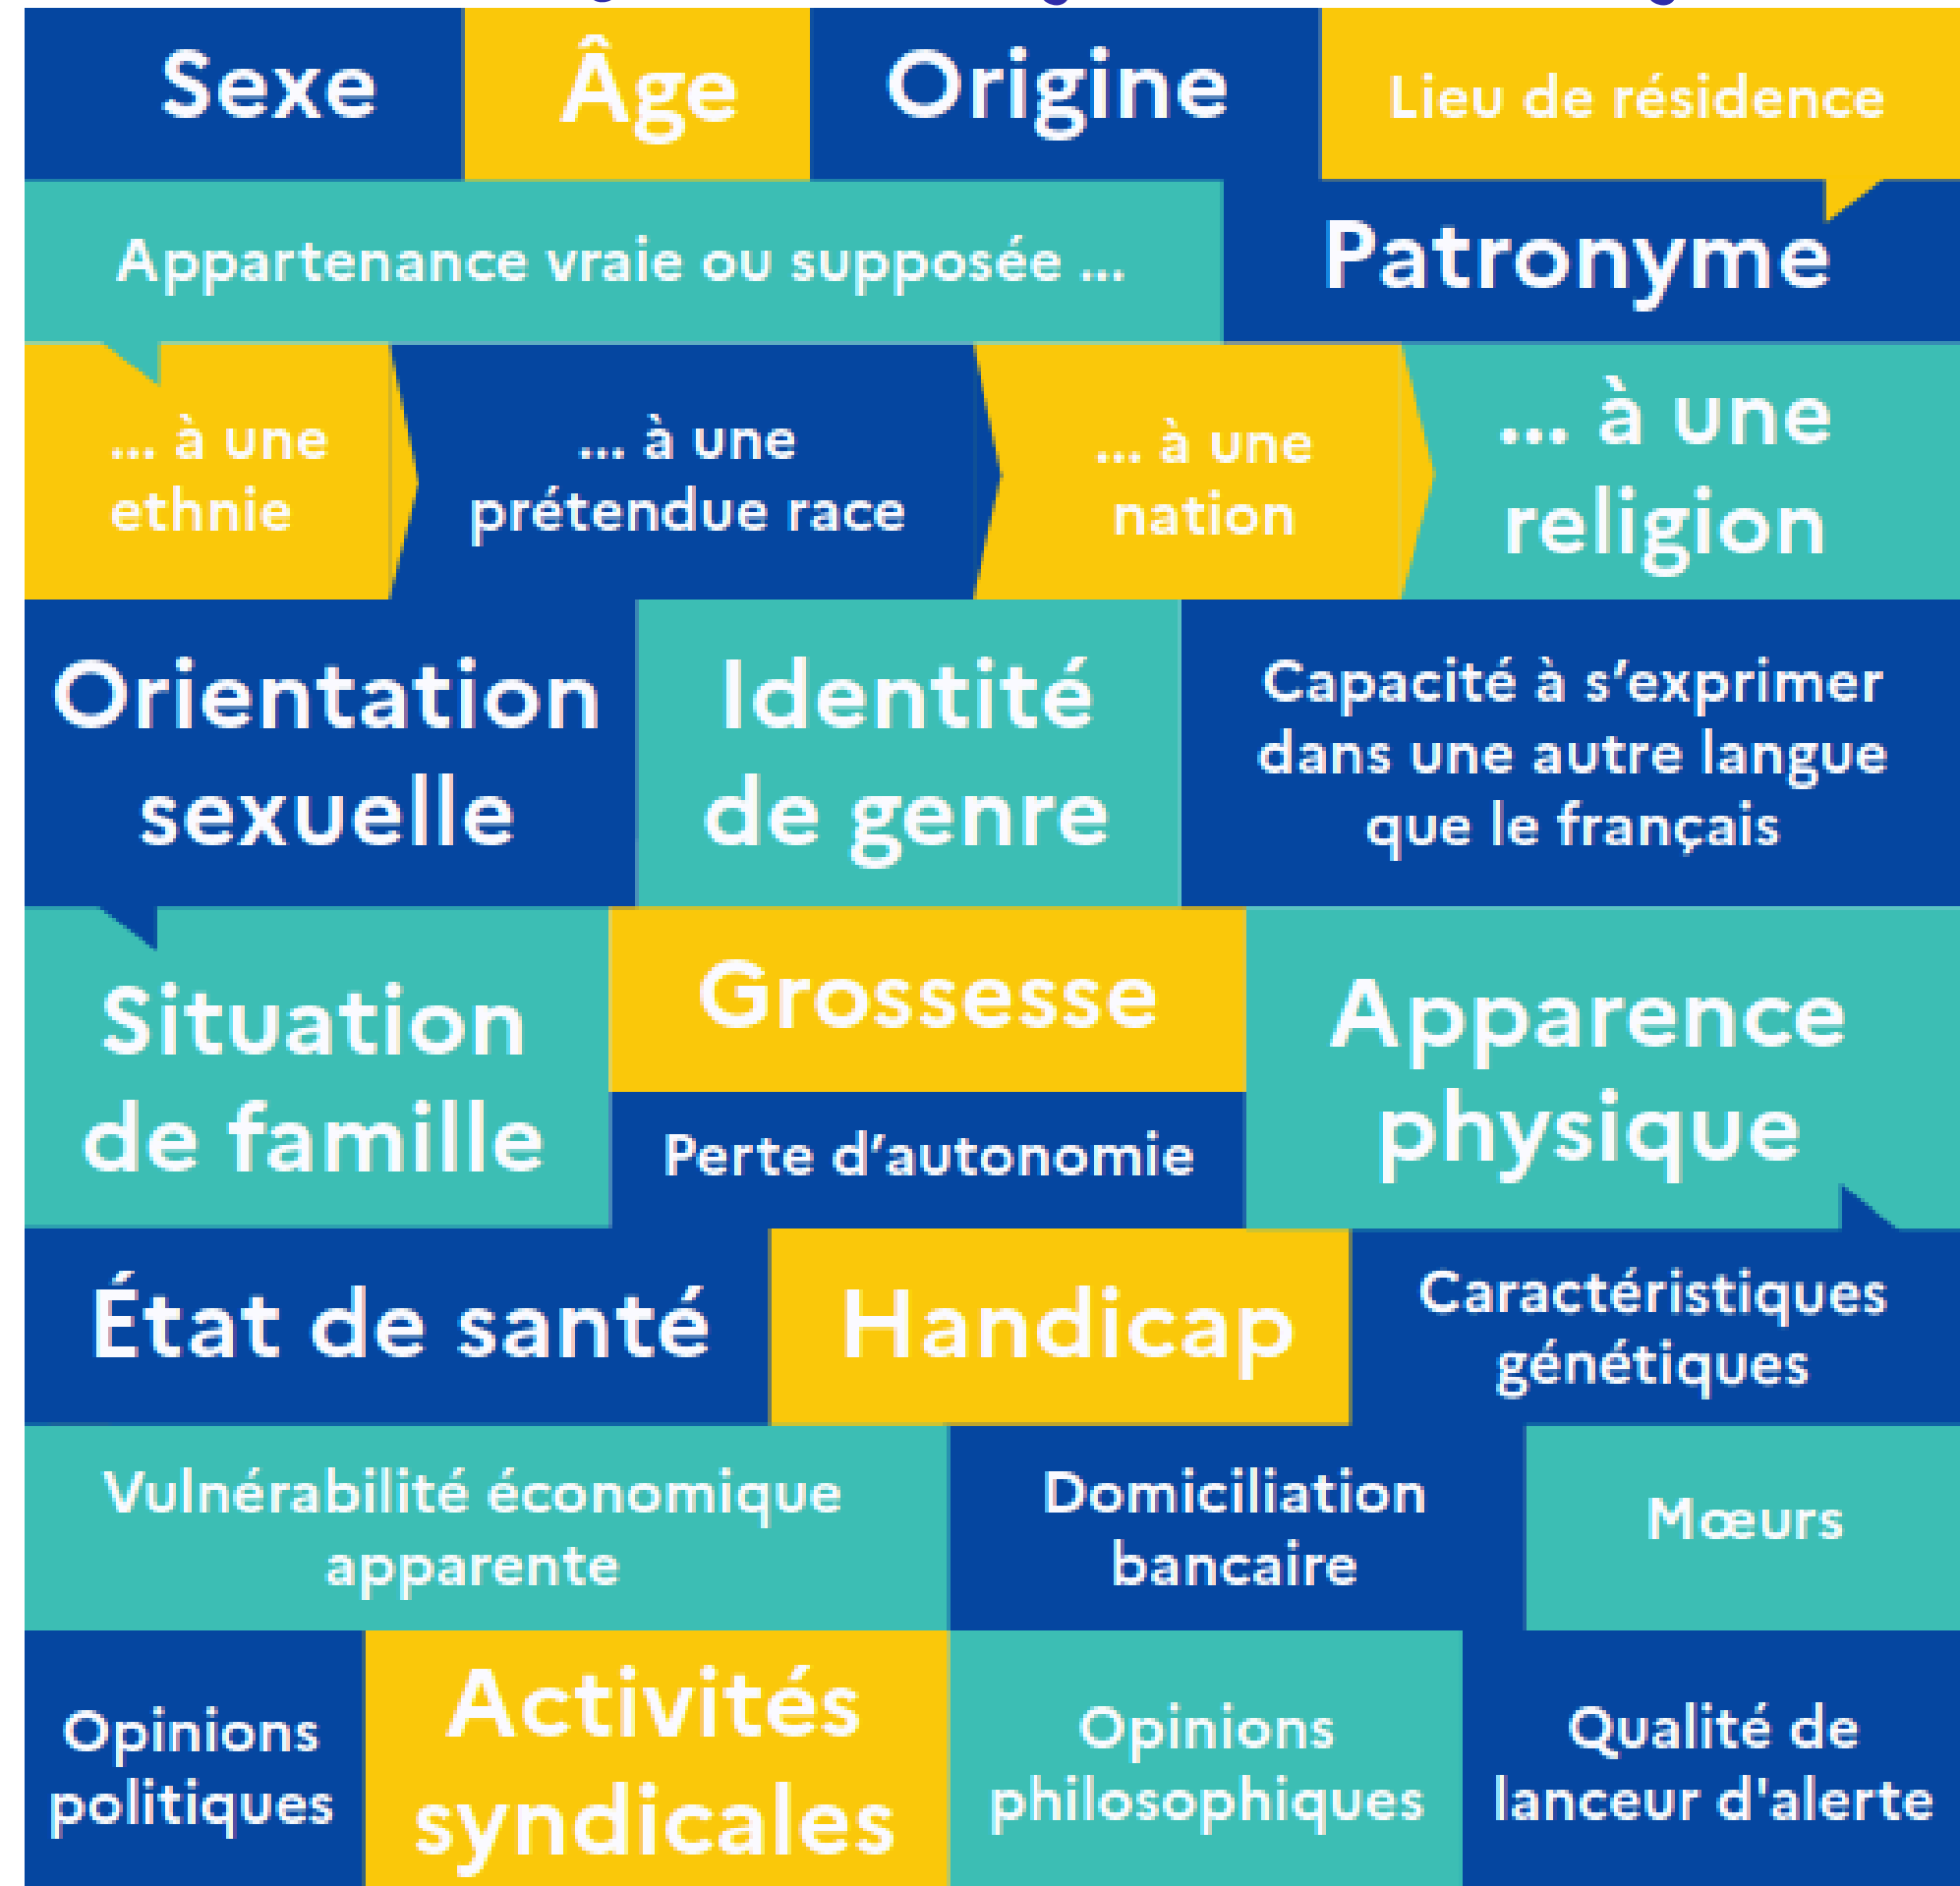 Sexe
Âge
Origine
Lieu de résidence
Appartenance vraie ou supposée ...
Patronyme
... à une
ethnie
... à une
prétendue race
... à une
nation
... à une
religion
Orientation
sexuelle
Identité
de genre
Capacité à s’exprimer
dans une autre langue
que le français
Situation
de famille
Grossesse
Perte d’autonomie
Apparence
physique
État de santé
Handicap
Caractéristiques
génétiques
Vulnérabilité économique
apparente
Domiciliation
bancaire
Mœurs
Opinions
politiques
Activités
syndicales
Opinions
philosophiques
Qualité de
lanceur d'alerte